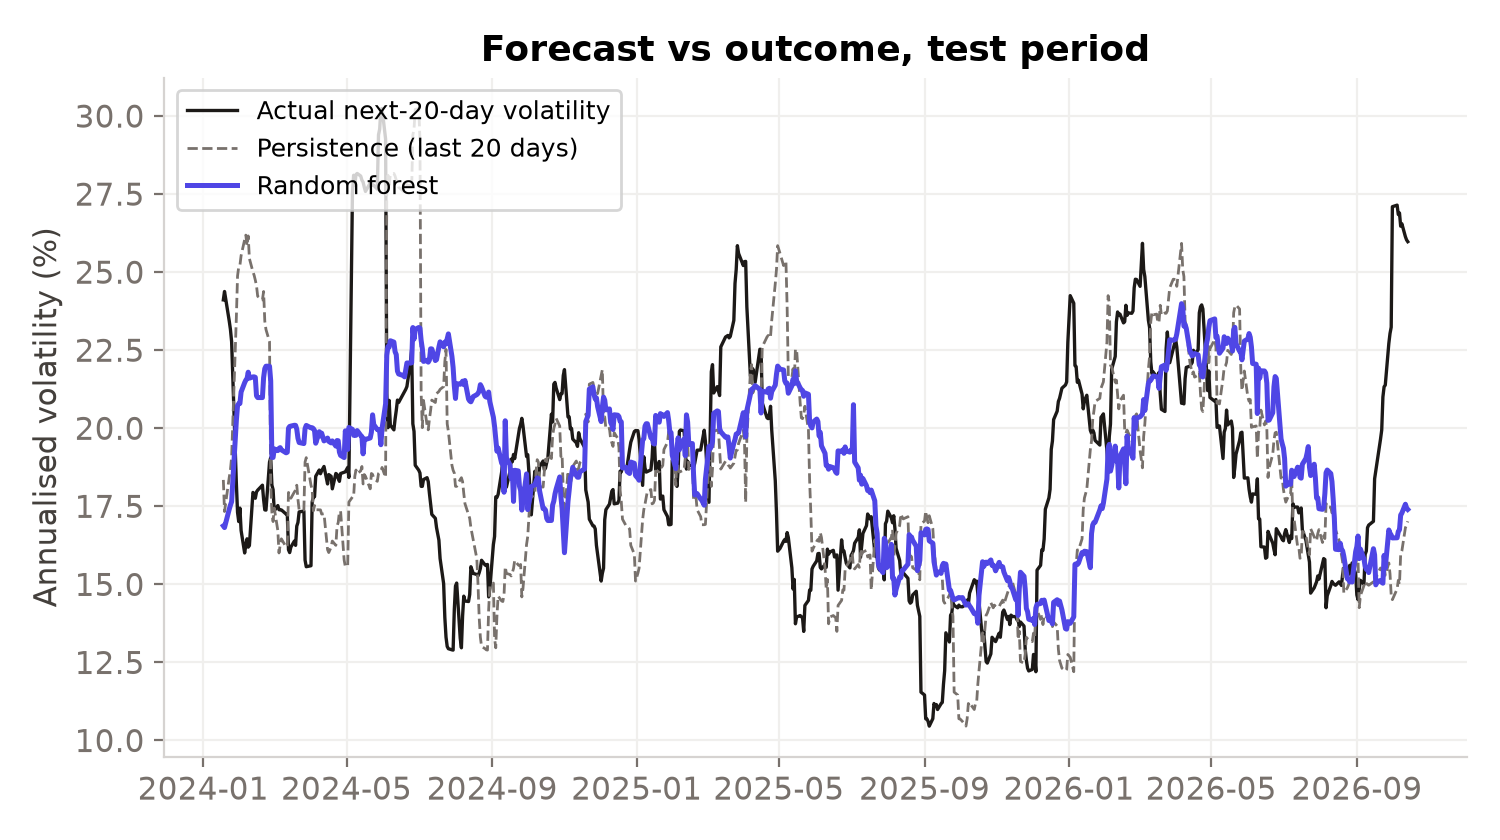 Forecast vs outcome, test period
Actual next-20-day volatility
Persistence (last 20 days)
Random forest
Annualised volatility (%)
30.0
27.5
25.0
22.5
20.0
17.5
15.0
12.5
10.0
2024-01 2024-05 2024-09 2025-01 2025-05 2025-09 2026-01 2026-05 2026-09